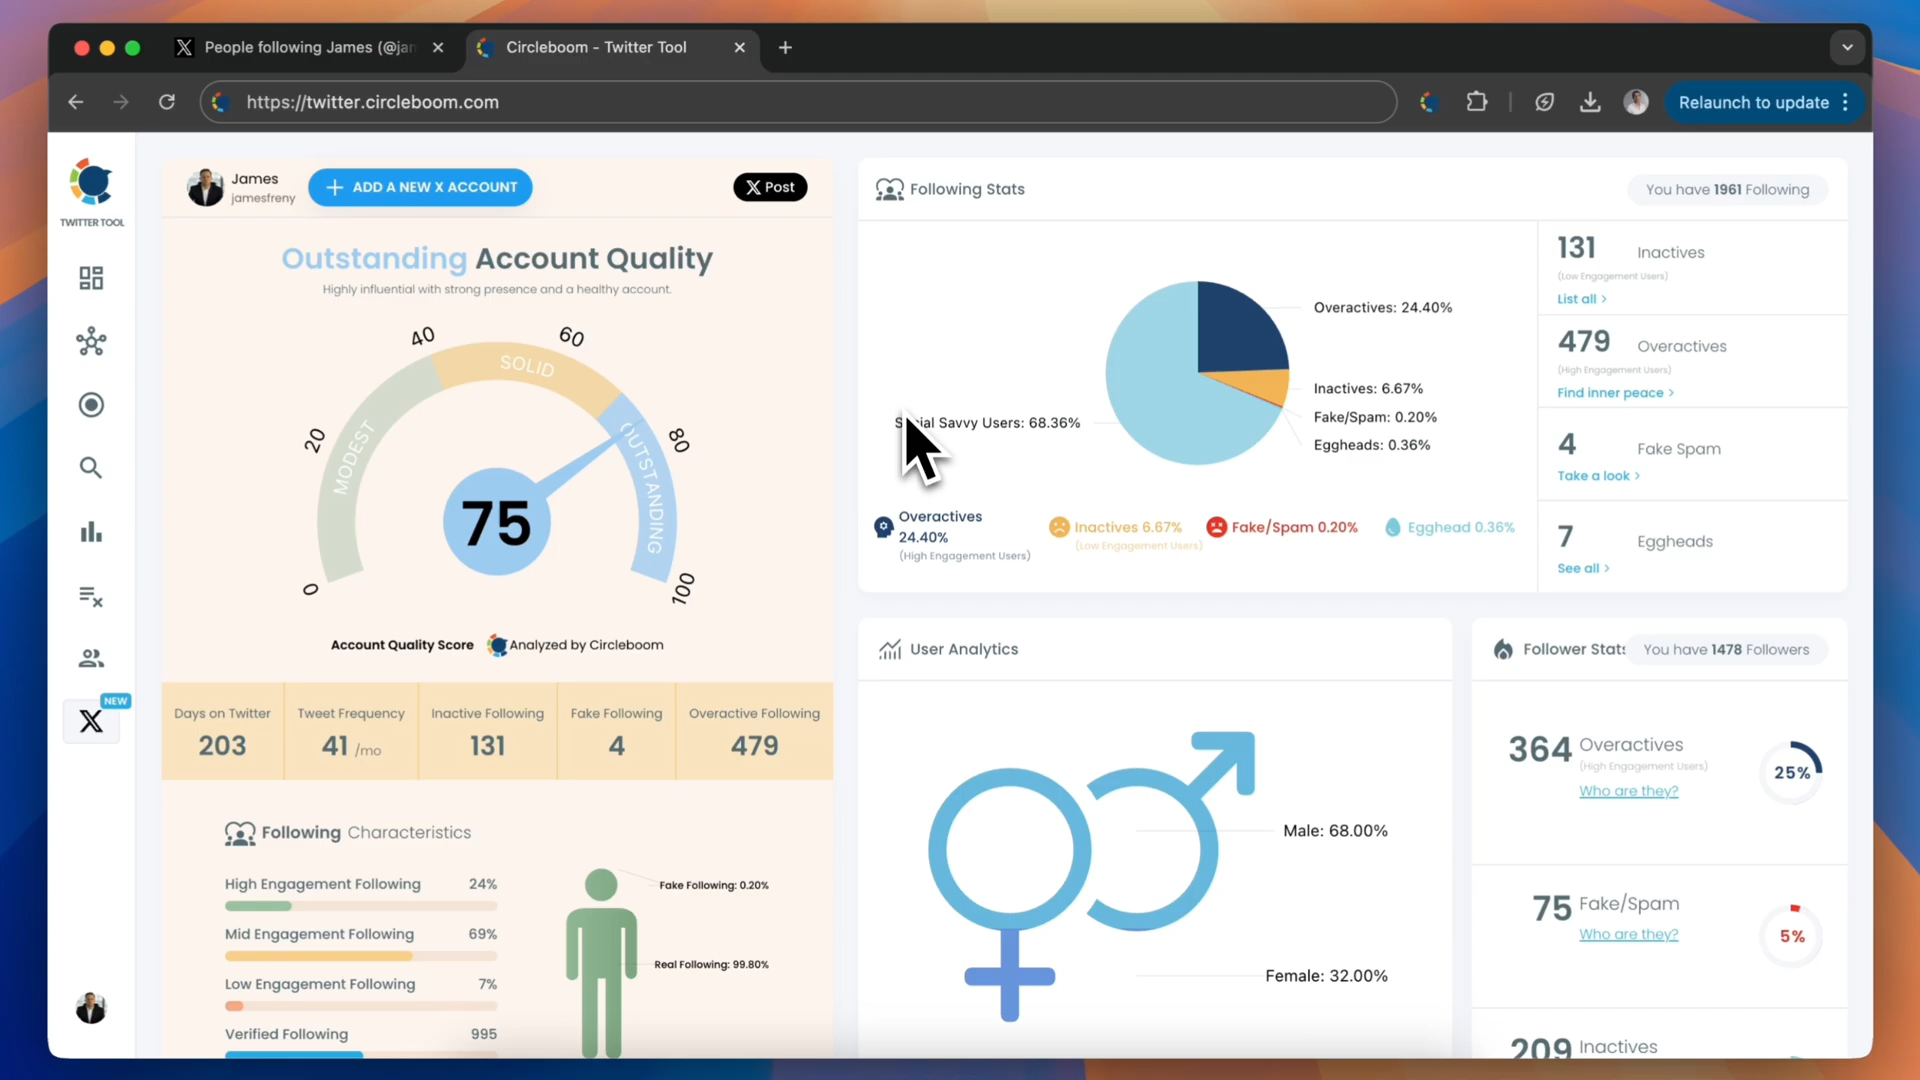 People following James (@jar
Circleboom - Twitter Tool
https://twitter.circleboom.com
Relaunch to update
TWITTER TOOL
NEW
James
jamesfreny
ADD A NEW X ACCOUNT
Post
Outstanding Account Quality
Highly influential with strong presence and a healthy account.
0
20
40
60
80
100
MODEST
SOLID
OUTSTANDING
75
Account Quality Score
Analyzed by Circleboom
Days on Twitter
203
Tweet Frequency
41 /mo
Inactive Following
131
Fake Following
4
Overactive Following
479
Following Characteristics
High Engagement Following 24%
Mid Engagement Following 69%
Low Engagement Following 7%
Verified Following 995
Fake Following: 0.20%
Real Following: 99.80%
Following Stats
You have 1961 Following
Overactives: 24.40%
Inactives: 6.67%
Fake/Spam: 0.20%
Eggheads: 0.36%
Savvy Users: 68.36%
Overactives
24.40%
(High Engagement Users)
Inactives 6.67%
(Low Engagement Users)
Fake/Spam 0.20%
Egghead 0.36%
131 Inactives
(Low Engagement Users)
List all >
479 Overactives
(High Engagement Users)
Find inner peace >
4 Fake Spam
Take a look >
7 Eggheads
See all >
User Analytics
Male: 68.00%
Female: 32.00%
Follower Stats
You have 1478 Followers
364 Overactives
(High Engagement Users)
Who are they?
25%
75 Fake/Spam
Who are they?
5%
209 Inactives